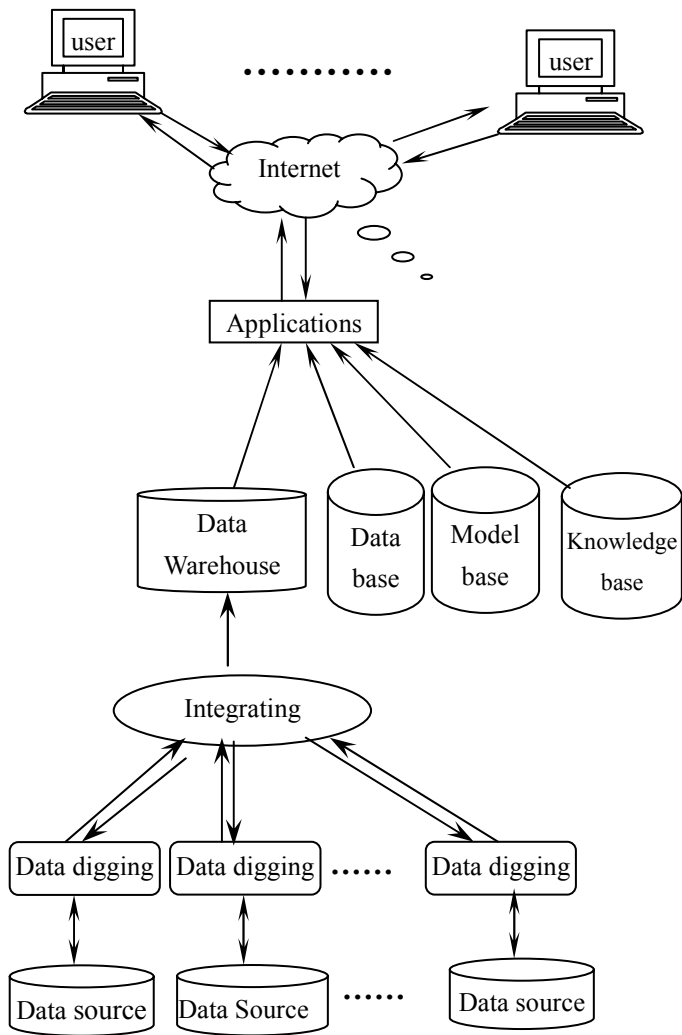 user
user
Internet
Applications
Data
Warehouse
Data
base
Model
base
Knowledge
base
Integrating
Data digging
Data digging
Data digging
Data source
Data Source
Data source